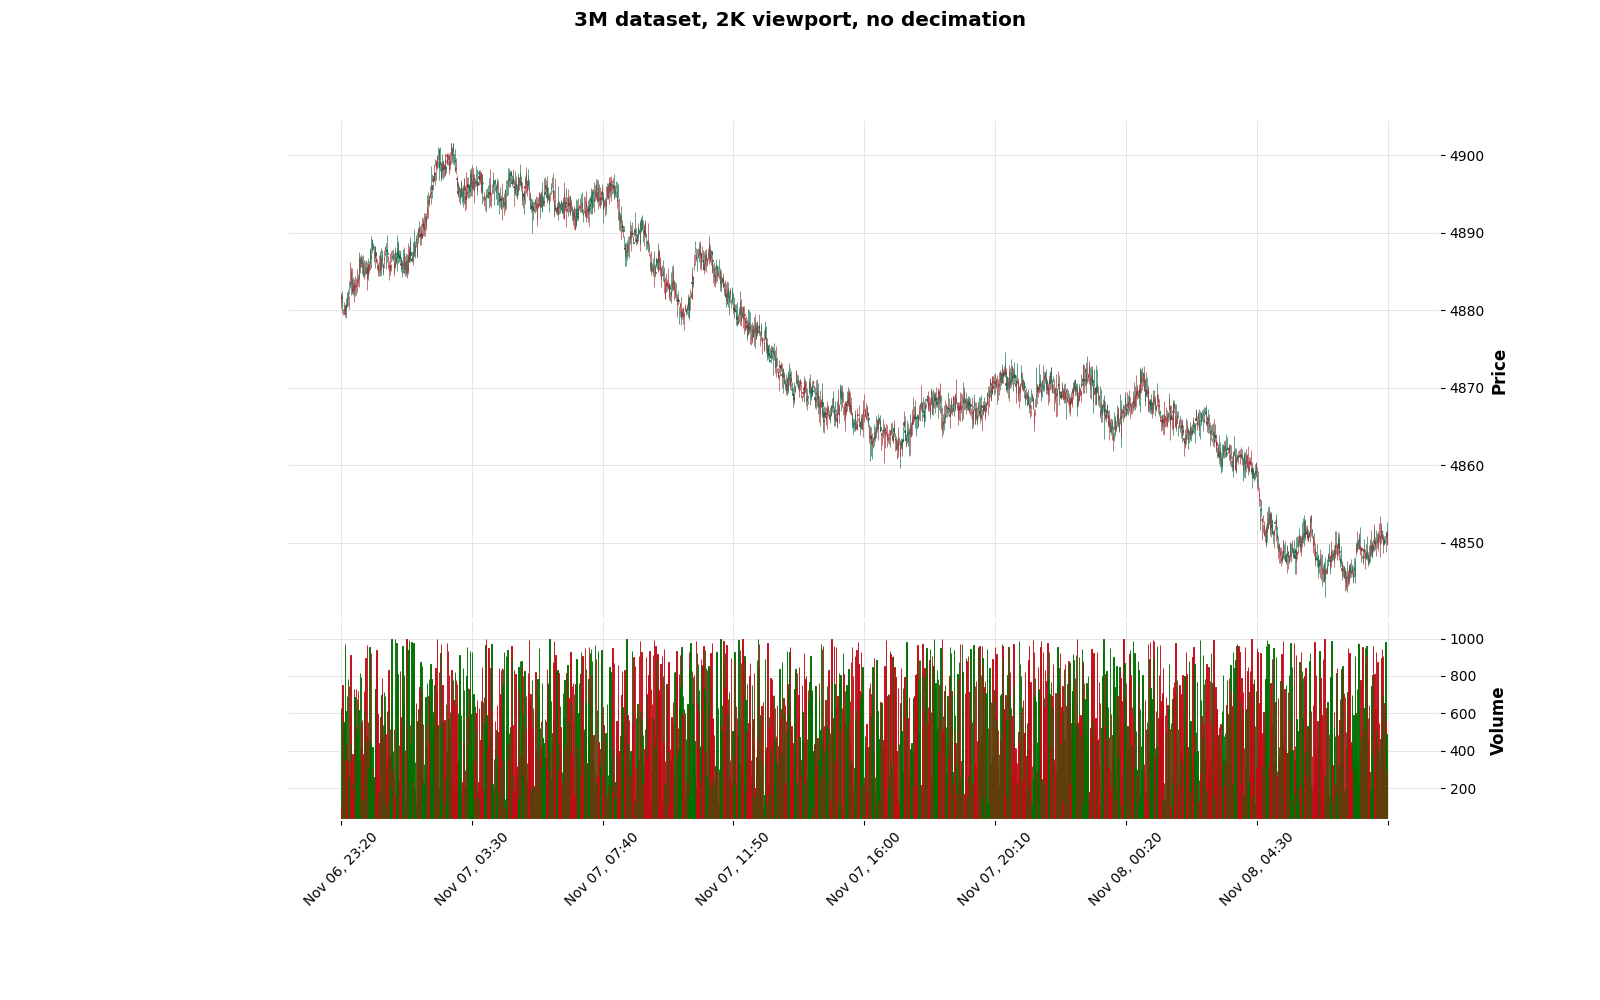 3M dataset, 2K viewport, no decimation
4900
4890
4880
4870
4860
4850
Price
1000
800
600
400
200
Volume
Nov 06, 23:20
Nov 07, 03:30
Nov 07, 07:40
Nov 07, 11:50
Nov 07, 16:00
Nov 07, 20:10
Nov 08, 00:20
Nov 08, 04:30